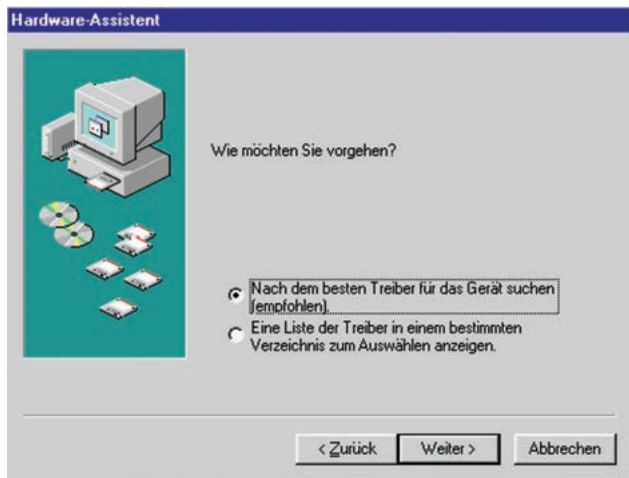 Hardware-Assistent
Wie möchten Sie vorgehen?
Nach dem besten Treiber für das Gerät suchen
(empfohlen).
Eine Liste der Treiber in einem bestimmten
Verzeichnis zum Auswählen anzeigen.
< Zurück Weiter > Abbrechen